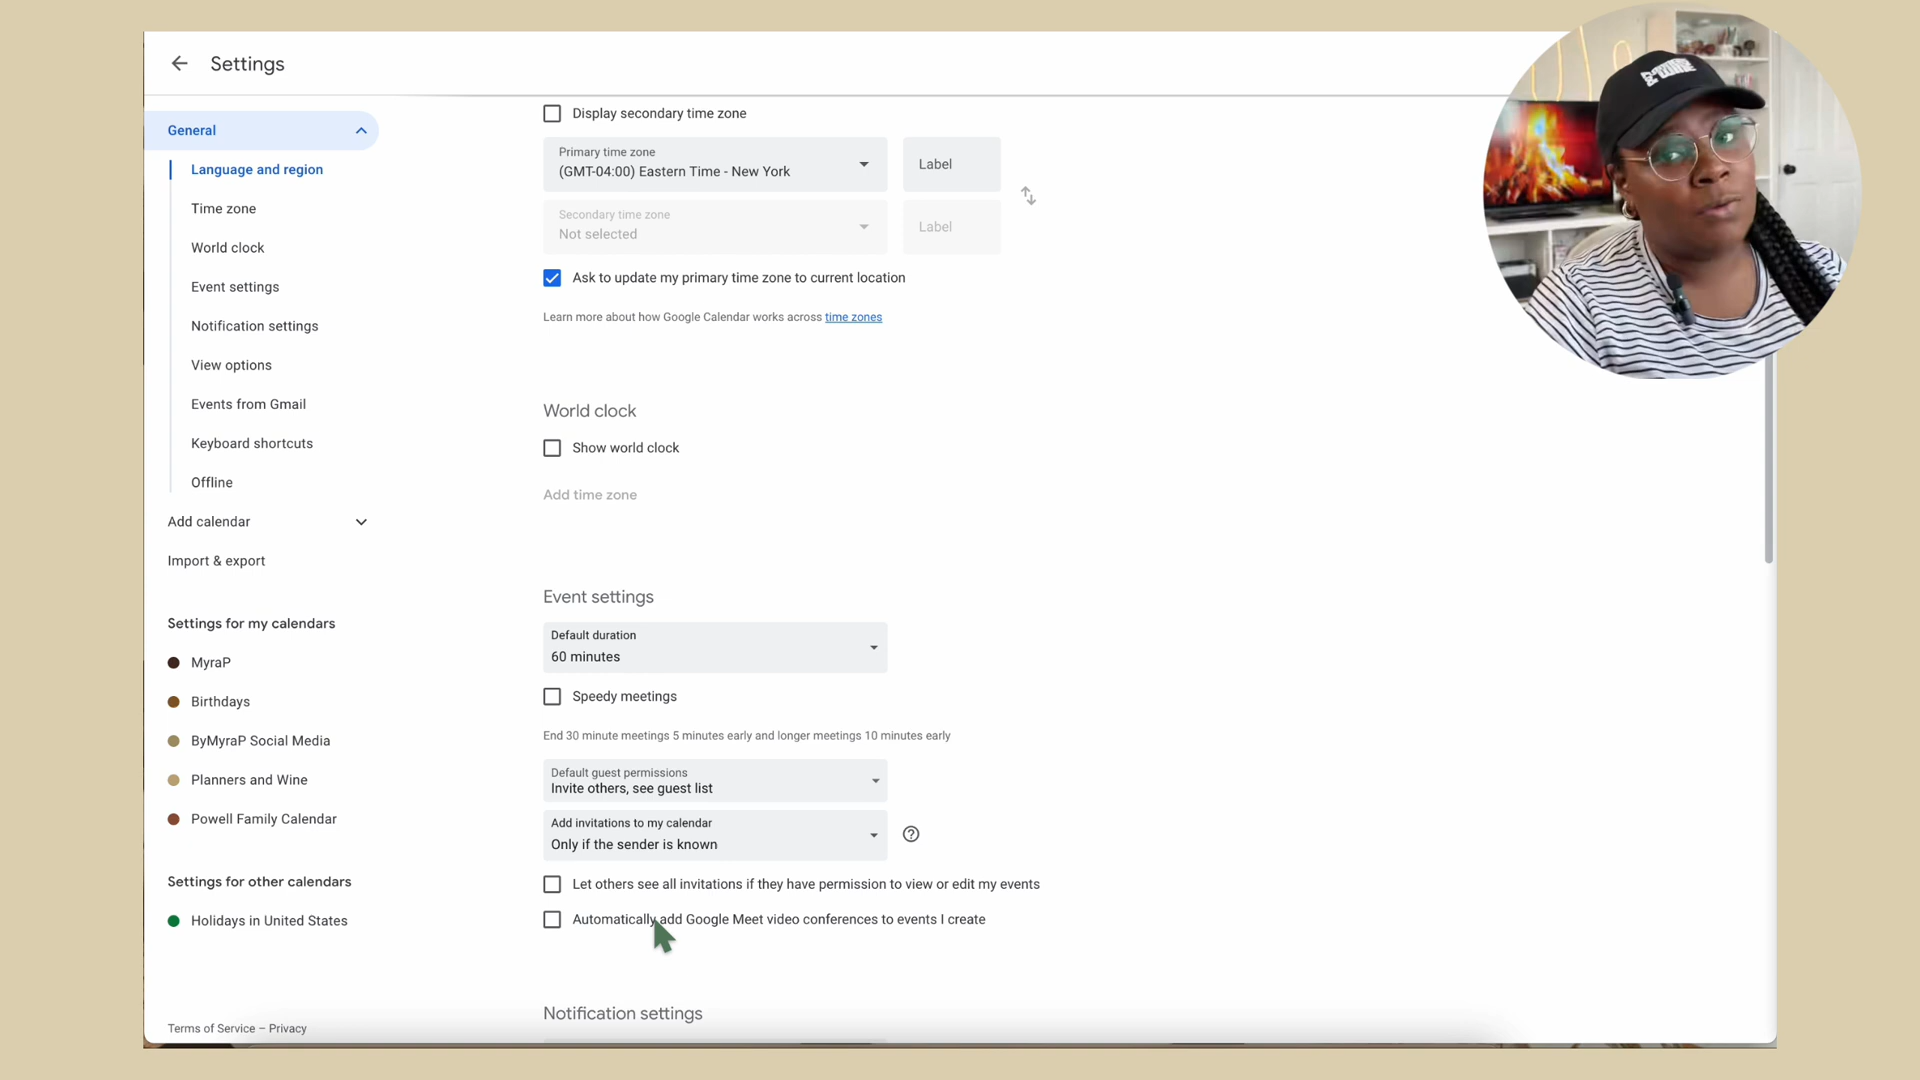 Settings
General
Language and region
Time zone
World clock
Event settings
Notification settings
View options
Events from Gmail
Keyboard shortcuts
Offline
Add calendar
Import & export
Settings for my calendars
MyraP
Birthdays
ByMyraP Social Media
Planners and Wine
Powell Family Calendar
Settings for other calendars
Holidays in United States
Terms of Service – Privacy
Display secondary time zone
Primary time zone
(GMT-04:00) Eastern Time - New York
Label
Secondary time zone
Not selected
Label
Ask to update my primary time zone to current location
Learn more about how Google Calendar works across time zones
World clock
Show world clock
Add time zone
Event settings
Default duration
60 minutes
Speedy meetings
End 30 minute meetings 5 minutes early and longer meetings 10 minutes early
Default guest permissions
Invite others, see guest list
Add invitations to my calendar
Only if the sender is known
Let others see all invitations if they have permission to view or edit my events
Automatically add Google Meet video conferences to events I create
Notification settings